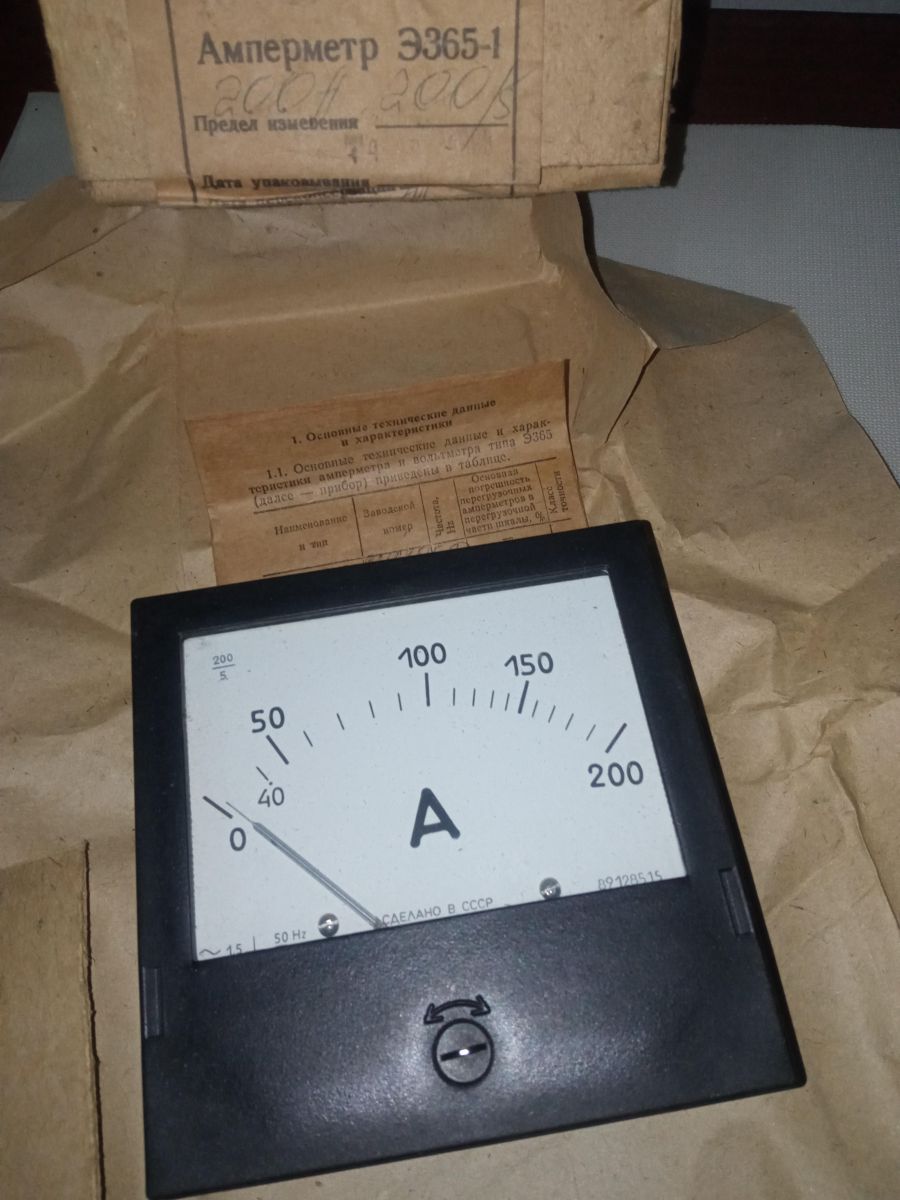 Амперметр Э365-1
200А 200/5
Предел измерения
Дата упаковывания
1. Основные технические данные
и характеристики
1.1. Основные технические данные и харак-
теристики амперметра и вольтметра типа Э365
(далее — прибор) приведены в таблице.
Наименование
и тип
Заводской
номер
Частота,
Hz
Основная
погрешность
перегрузочных
амперметров в
перегрузочной
части шкалы, %
Класс
точности
200
5.
0
40
50
100
150
200
A
СДЕЛАНО В СССР
~ 1.5
50 Hz